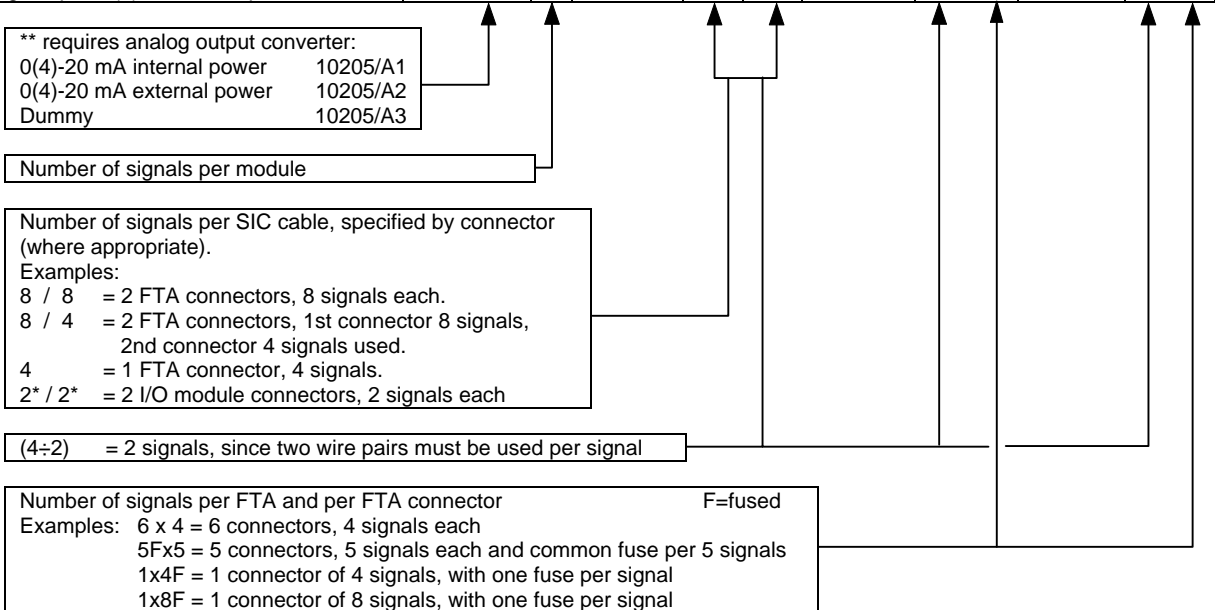 ** requires analog output converter:
0(4)-20 mA internal power 10205/A1
0(4)-20 mA external power 10205/A2
Dummy 10205/A3
Number of signals per module
Number of signals per SIC cable, specified by connector
(where appropriate).
Examples:
8 / 8 = 2 FTA connectors, 8 signals each.
8 / 4 = 2 FTA connectors, 1st connector 8 signals,
2nd connector 4 signals used.
4 = 1 FTA connector, 4 signals.
2* / 2* = 2 I/O module connectors, 2 signals each
(4÷2) = 2 signals, since two wire pairs must be used per signal
Number of signals per FTA and per FTA connector F=fused
Examples: 6 x 4 = 6 connectors, 4 signals each
5Fx5 = 5 connectors, 5 signals each and common fuse per 5 signals
1x4F = 1 connector of 4 signals, with one fuse per signal
1x8F = 1 connector of 8 signals, with one fuse per signal